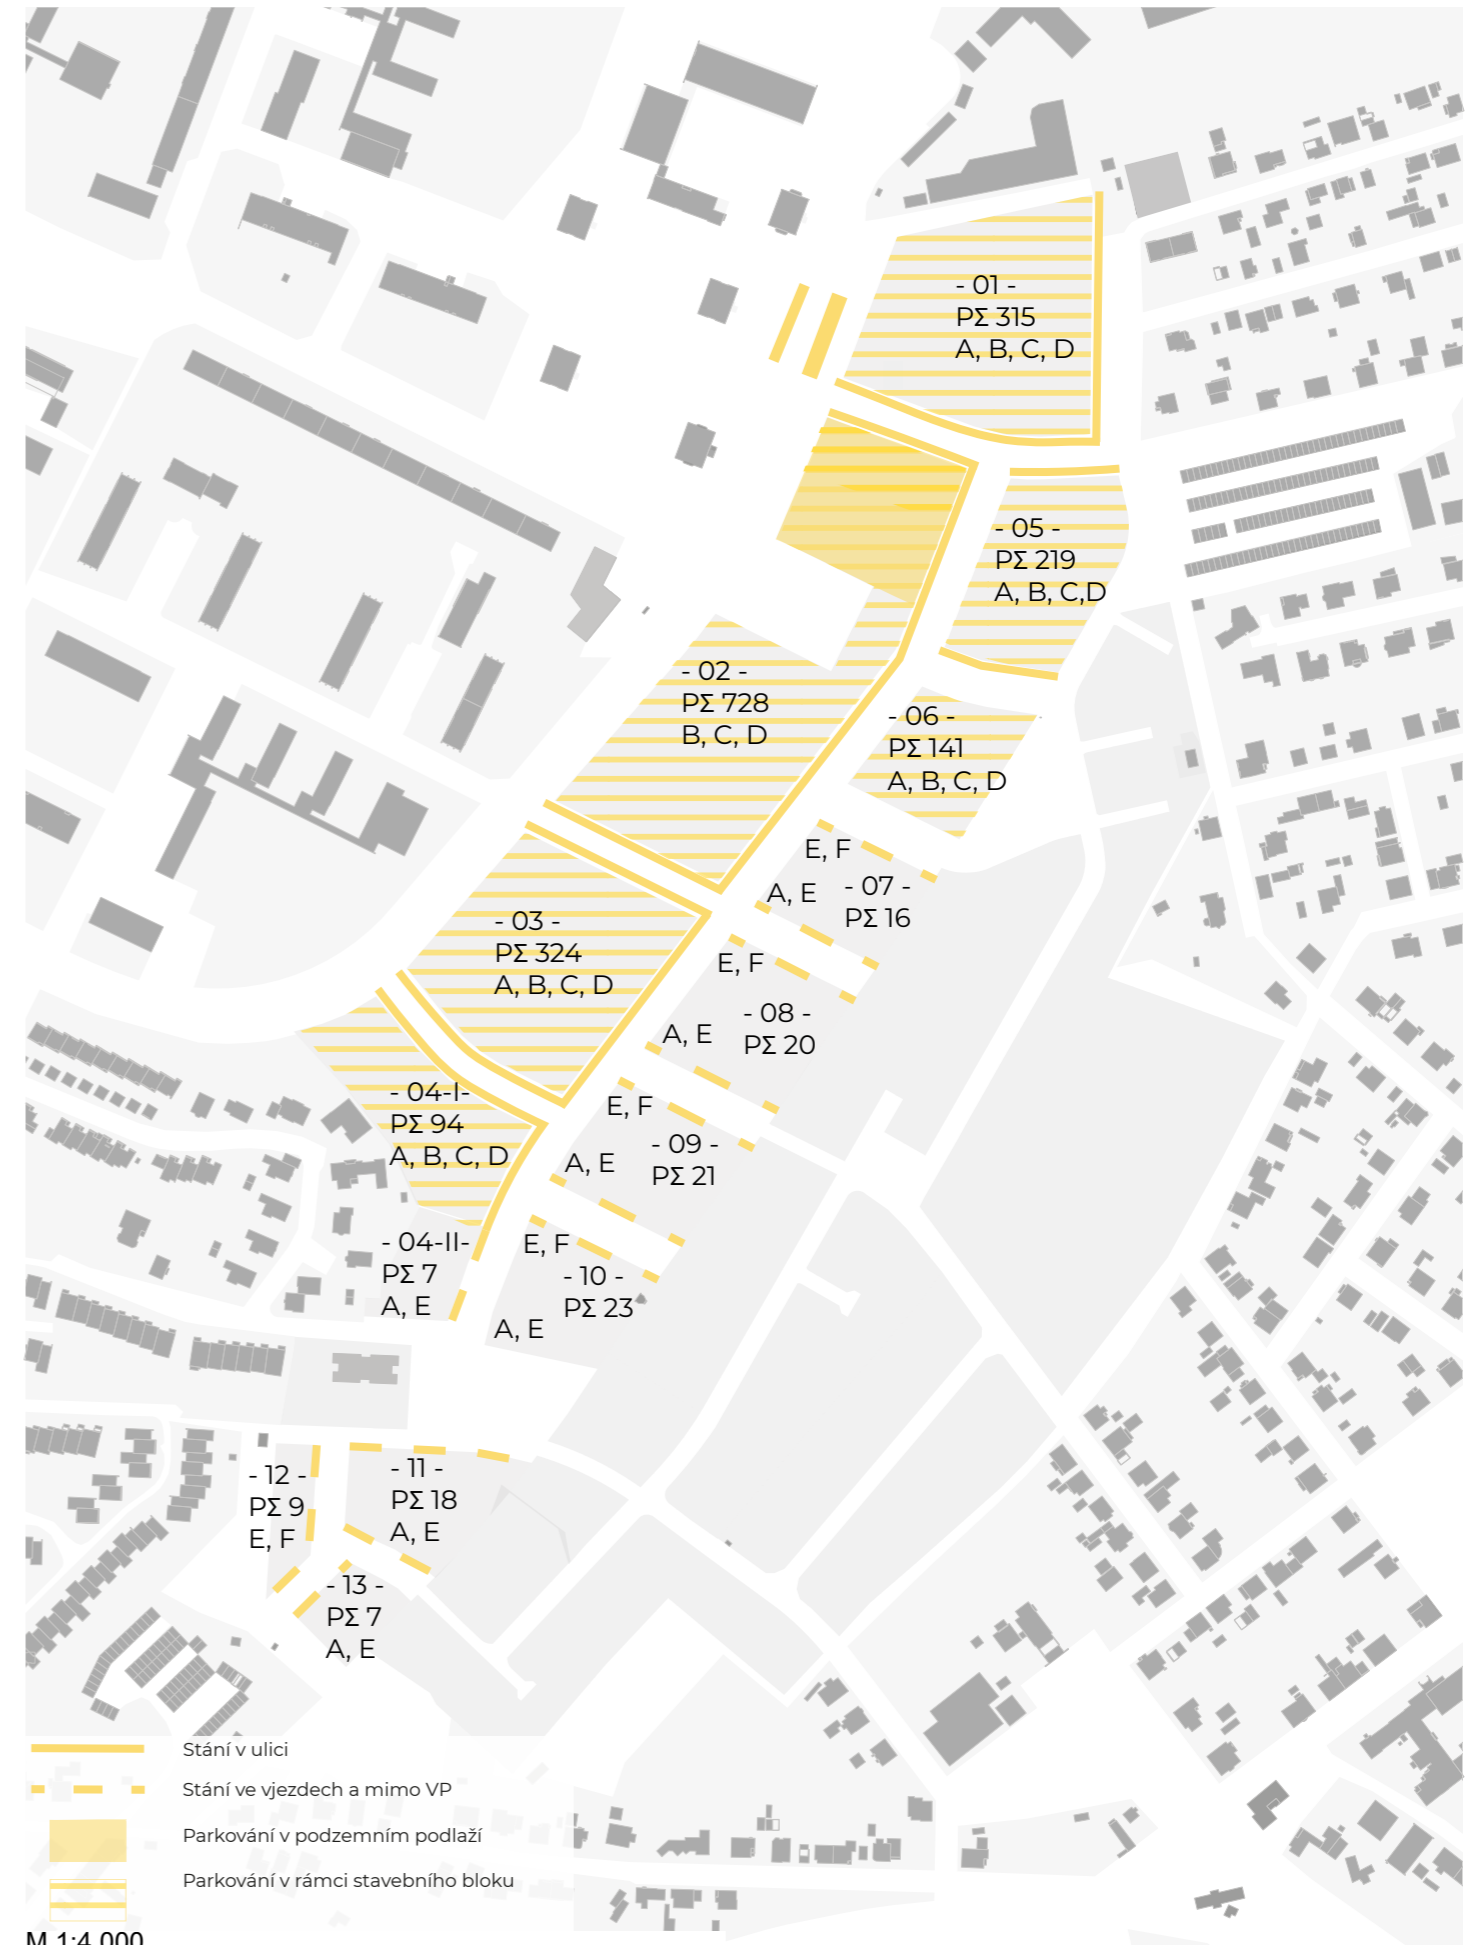 - 01 -
PΣ 315
A, B, C, D
- 05 -
PΣ 219
A, B, C,D
- 02 -
PΣ 728
B, C, D
- 06 -
PΣ 141
A, B, C, D
E, F
A, E
- 07 -
PΣ 16
- 03 -
PΣ 324
A, B, C, D
E, F
A, E
- 08 -
PΣ 20
- 04-I-
PΣ 94
A, B, C, D
E, F
A, E
- 09 -
PΣ 21
- 04-II-
PΣ 7
A, E
E, F
- 10 -
PΣ 23
A, E
- 12 -
PΣ 9
E, F
- 11 -
PΣ 18
A, E
- 13 -
PΣ 7
A, E
Stání v ulici
Stání ve vjezdech a mimo VP
Parkování v podzemním podlaží
Parkování v rámci stavebního bloku
M 1:4 000